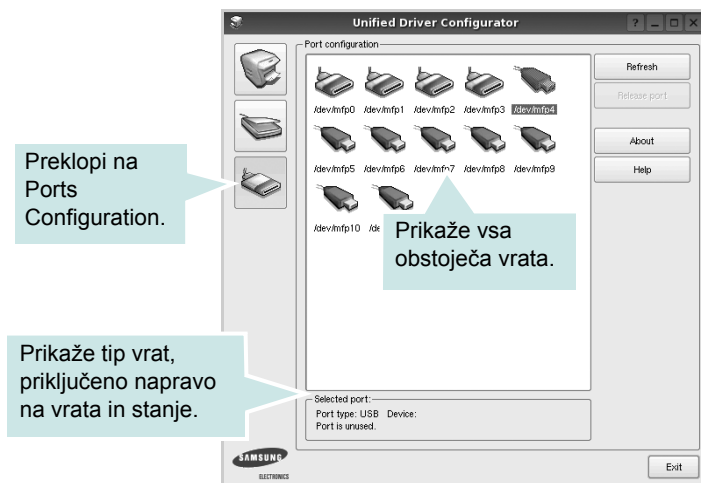 Unified Driver Configurator
Port configuration
/dev/mfp0 /dev/mfp1 /dev/mfp2 /dev/mfp3 /dev/mfp4
/dev/mfp5 /dev/mfp6 /dev/mfp7 /dev/mfp8 /dev/mfp9
/dev/mfp10
Refresh
Release port
About
Help
Preklopi na
Ports
Configuration.
Prikaže vsa
obstoječa vrata.
Prikaže tip vrat,
priključeno napravo
na vrata in stanje.
Selected port:
Port type: USB Device:
Port is unused.
SAMSUNG
ELECTRONICS
Exit